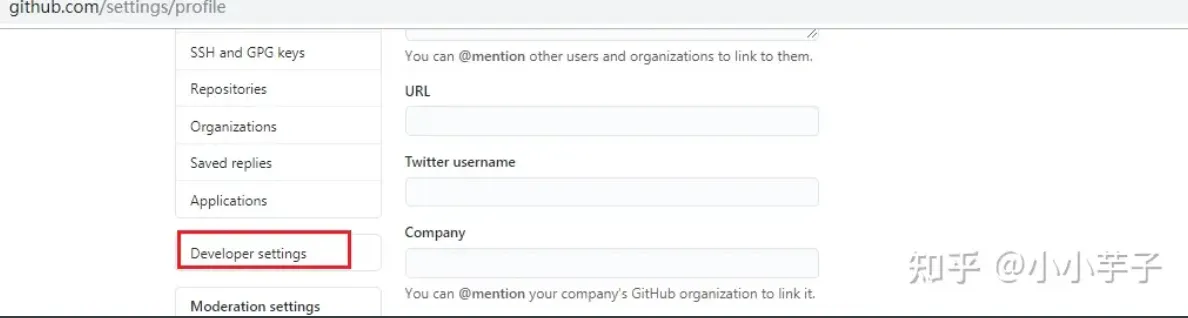 github.com/settings/profile
SSH and GPG keys
Repositories
Organizations
Saved replies
Applications
Developer settings
Moderation settings
You can @mention other users and organizations to link to them.
URL
Twitter username
Company
You can @mention your company's GitHub organization to link it.
知乎 @小小芋子